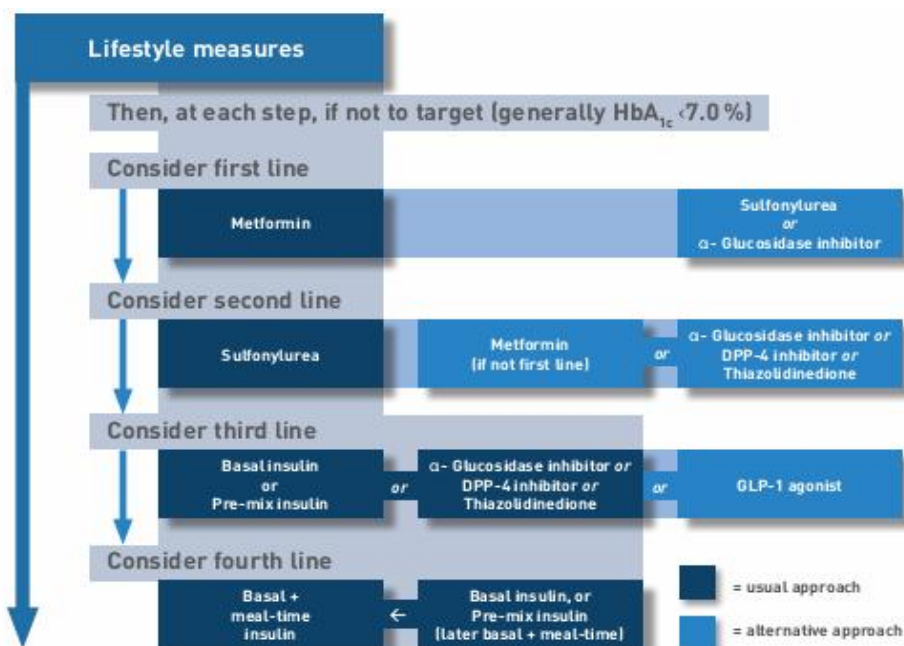 Lifestyle measures
Then, at each step, if not to target (generally HbA1c <7.0%)
Consider first line
Metformin
Sulfonylurea
or
α- Glucosidase inhibitor
Consider second line
Sulfonylurea
Metformin
(if not first line)
or
α- Glucosidase inhibitor or
DPP-4 inhibitor or
Thiazolidinedione
Consider third line
Basal insulin
or
Pre-mix insulin
or
α- Glucosidase inhibitor or
DPP-4 inhibitor or
Thiazolidinedione
or
GLP-1 agonist
Consider fourth line
Basal +
meal-time
insulin
←
Basal insulin, or
Pre-mix insulin
(later basal + meal-time)
= usual approach
= alternative approach